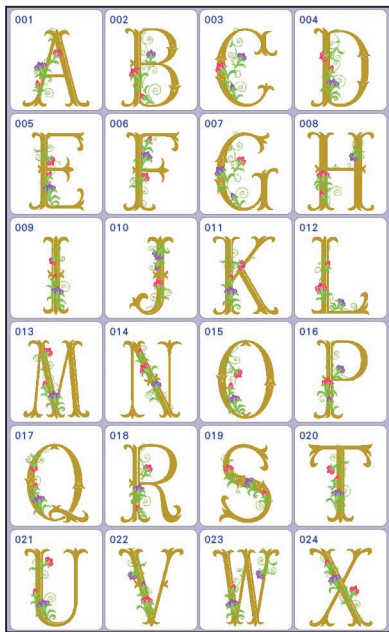 001 002 003 004
A B C D
005 006 007 008
E F G H
009 010 011 012
I J K L
013 014 015 016
M N O P
017 018 019 020
Q R S T
021 022 023 024
U V W X